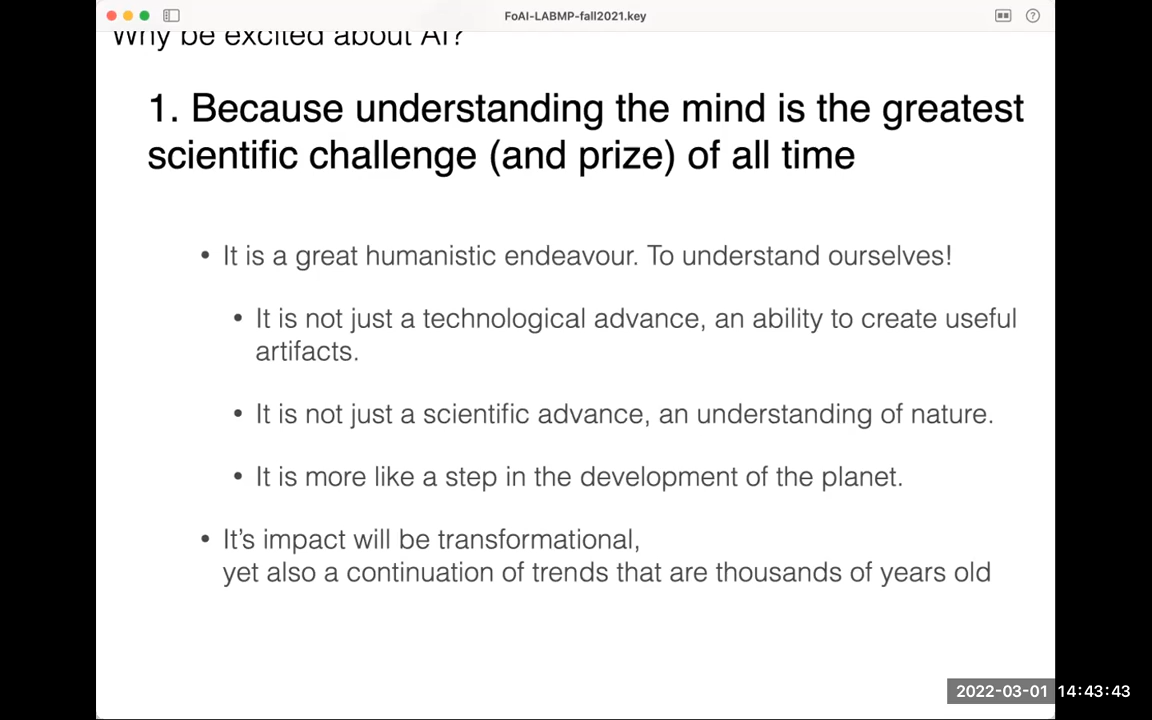 FoAI-LABMP-fall2021.key
Why be excited about AI?
1. Because understanding the mind is the greatest
scientific challenge (and prize) of all time
• It is a great humanistic endeavour. To understand ourselves!
• It is not just a technological advance, an ability to create useful
artifacts.
• It is not just a scientific advance, an understanding of nature.
• It is more like a step in the development of the planet.
• It’s impact will be transformational,
yet also a continuation of trends that are thousands of years old
2022-03-01 14:43:43